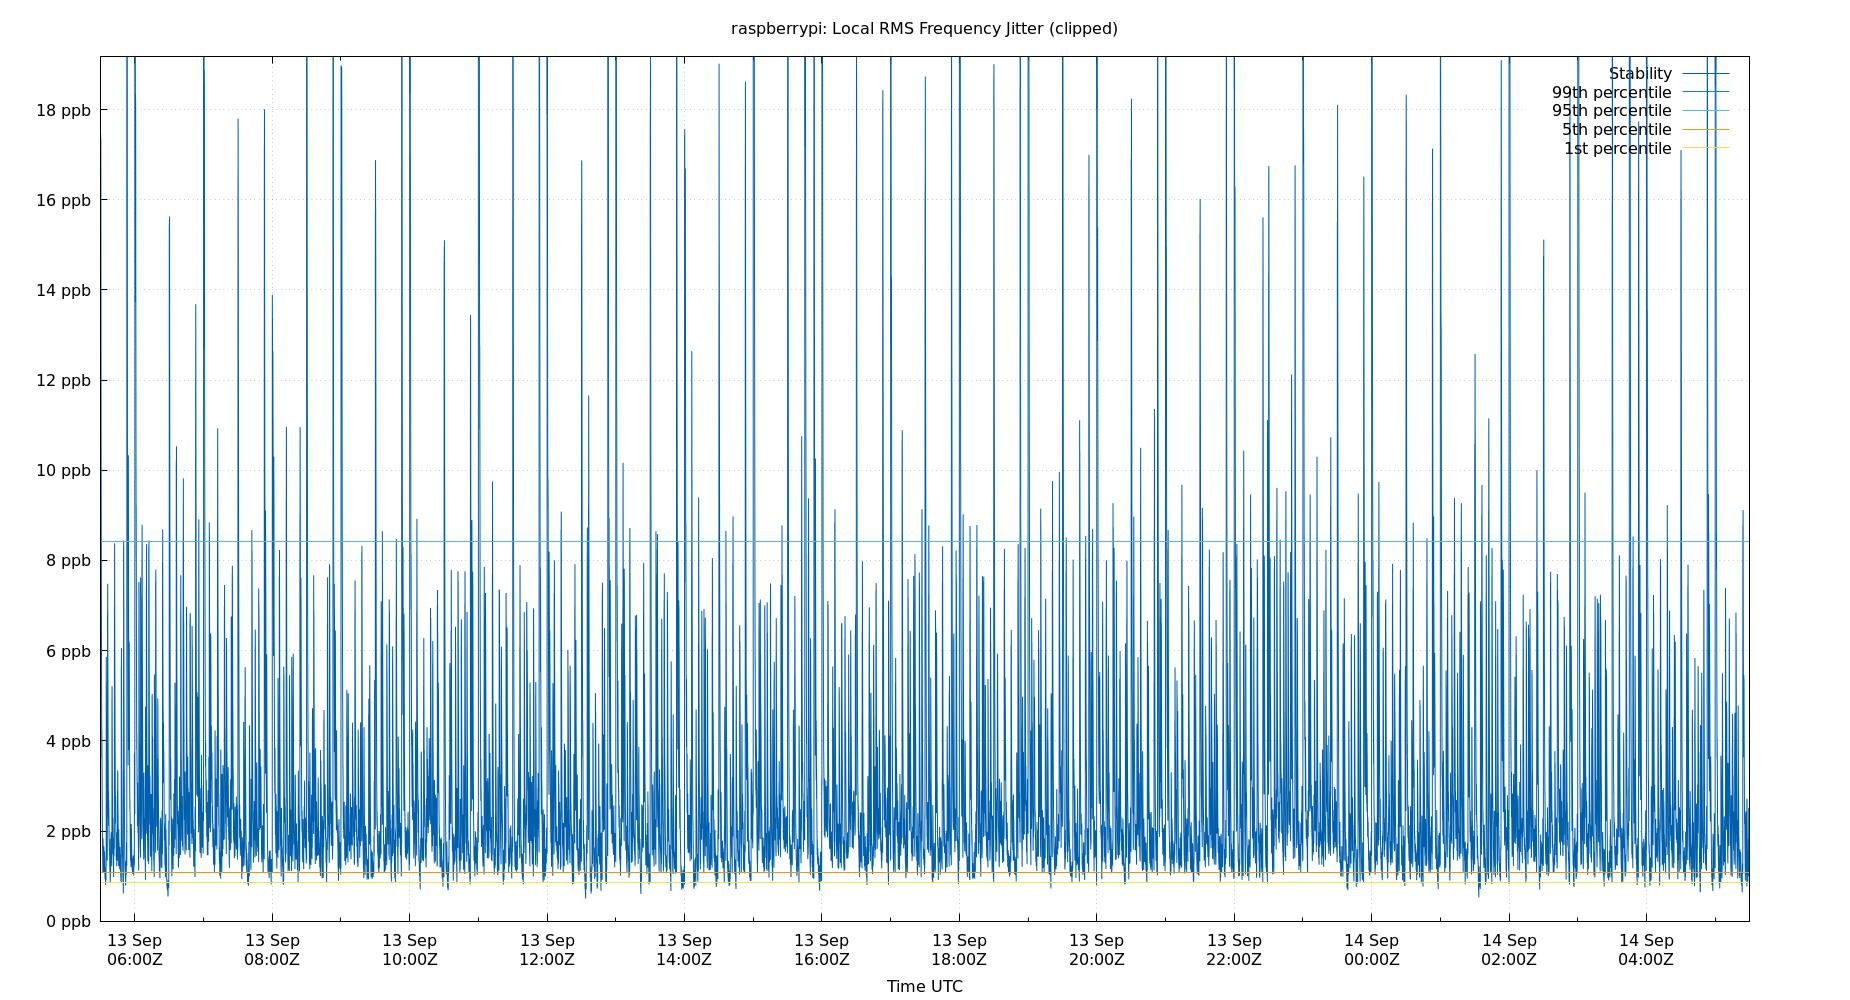 raspberrypi: Local RMS Frequency Jitter (clipped)
Stability
99th percentile
95th percentile
5th percentile
1st percentile
18 ppb
16 ppb
14 ppb
12 ppb
10 ppb
8 ppb
6 ppb
4 ppb
2 ppb
0 ppb
13 Sep 13 Sep 13 Sep 13 Sep 13 Sep 13 Sep 13 Sep 13 Sep 13 Sep 14 Sep 14 Sep 14 Sep
06:00Z 08:00Z 10:00Z 12:00Z 14:00Z 16:00Z 18:00Z 20:00Z 22:00Z 00:00Z 02:00Z 04:00Z
Time UTC